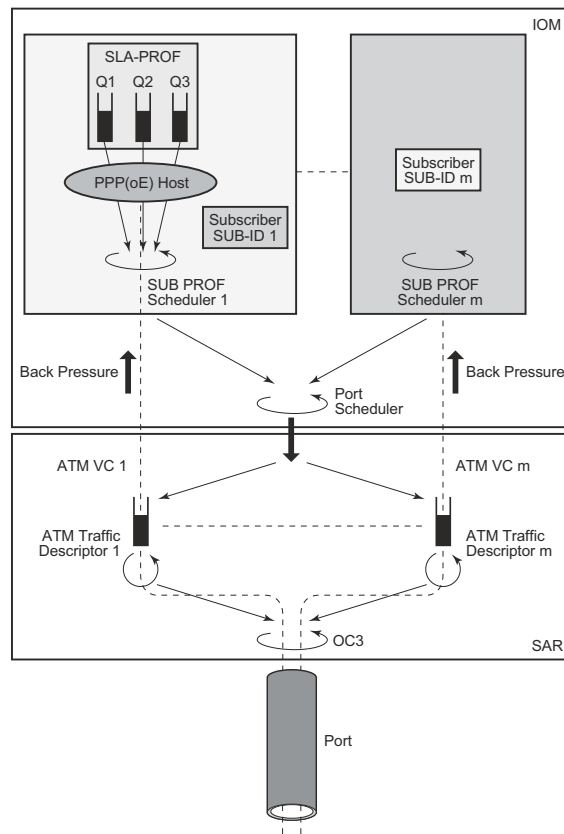 IOM
SLA-PROF
Q1 Q2 Q3
PPP(oE) Host
Subscriber
SUB-ID 1
SUB PROF
Scheduler 1
Subscriber
SUB-ID m
SUB PROF
Scheduler m
Back Pressure
Back Pressure
Port
Scheduler
ATM VC 1
ATM VC m
ATM Traffic
Descriptor 1
ATM Traffic
Descriptor m
OC3
SAR
Port